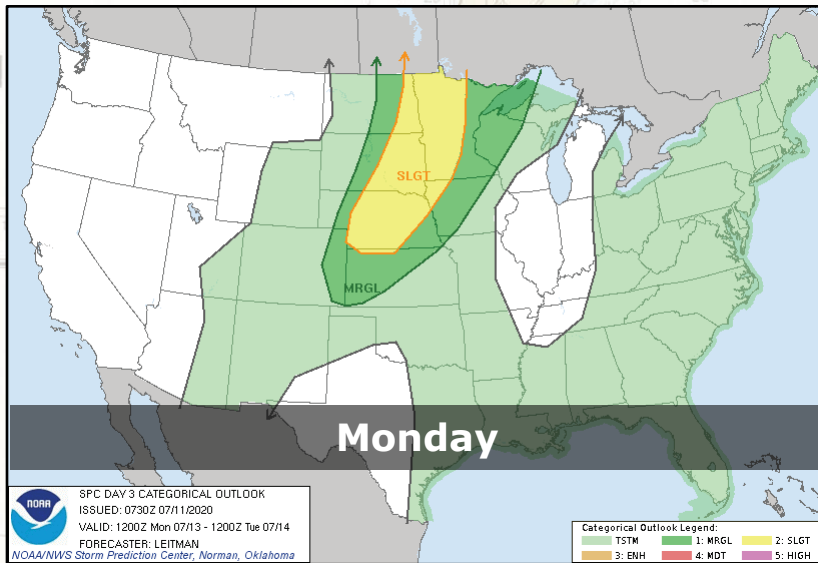 SLGT
MRGL
Monday
NOAA
SPC DAY 3 CATEGORICAL OUTLOOK
ISSUED: 0730Z 07/11/2020
VALID: 1200Z Mon 07/13 - 1200Z Tue 07/14
FORECASTER: LEITMAN
NOAA/NWS Storm Prediction Center, Norman, Oklahoma
Categorical Outlook Legend:
TSTM 1: MRGL 2: SLGT
3: ENH 4: MDT 5: HIGH